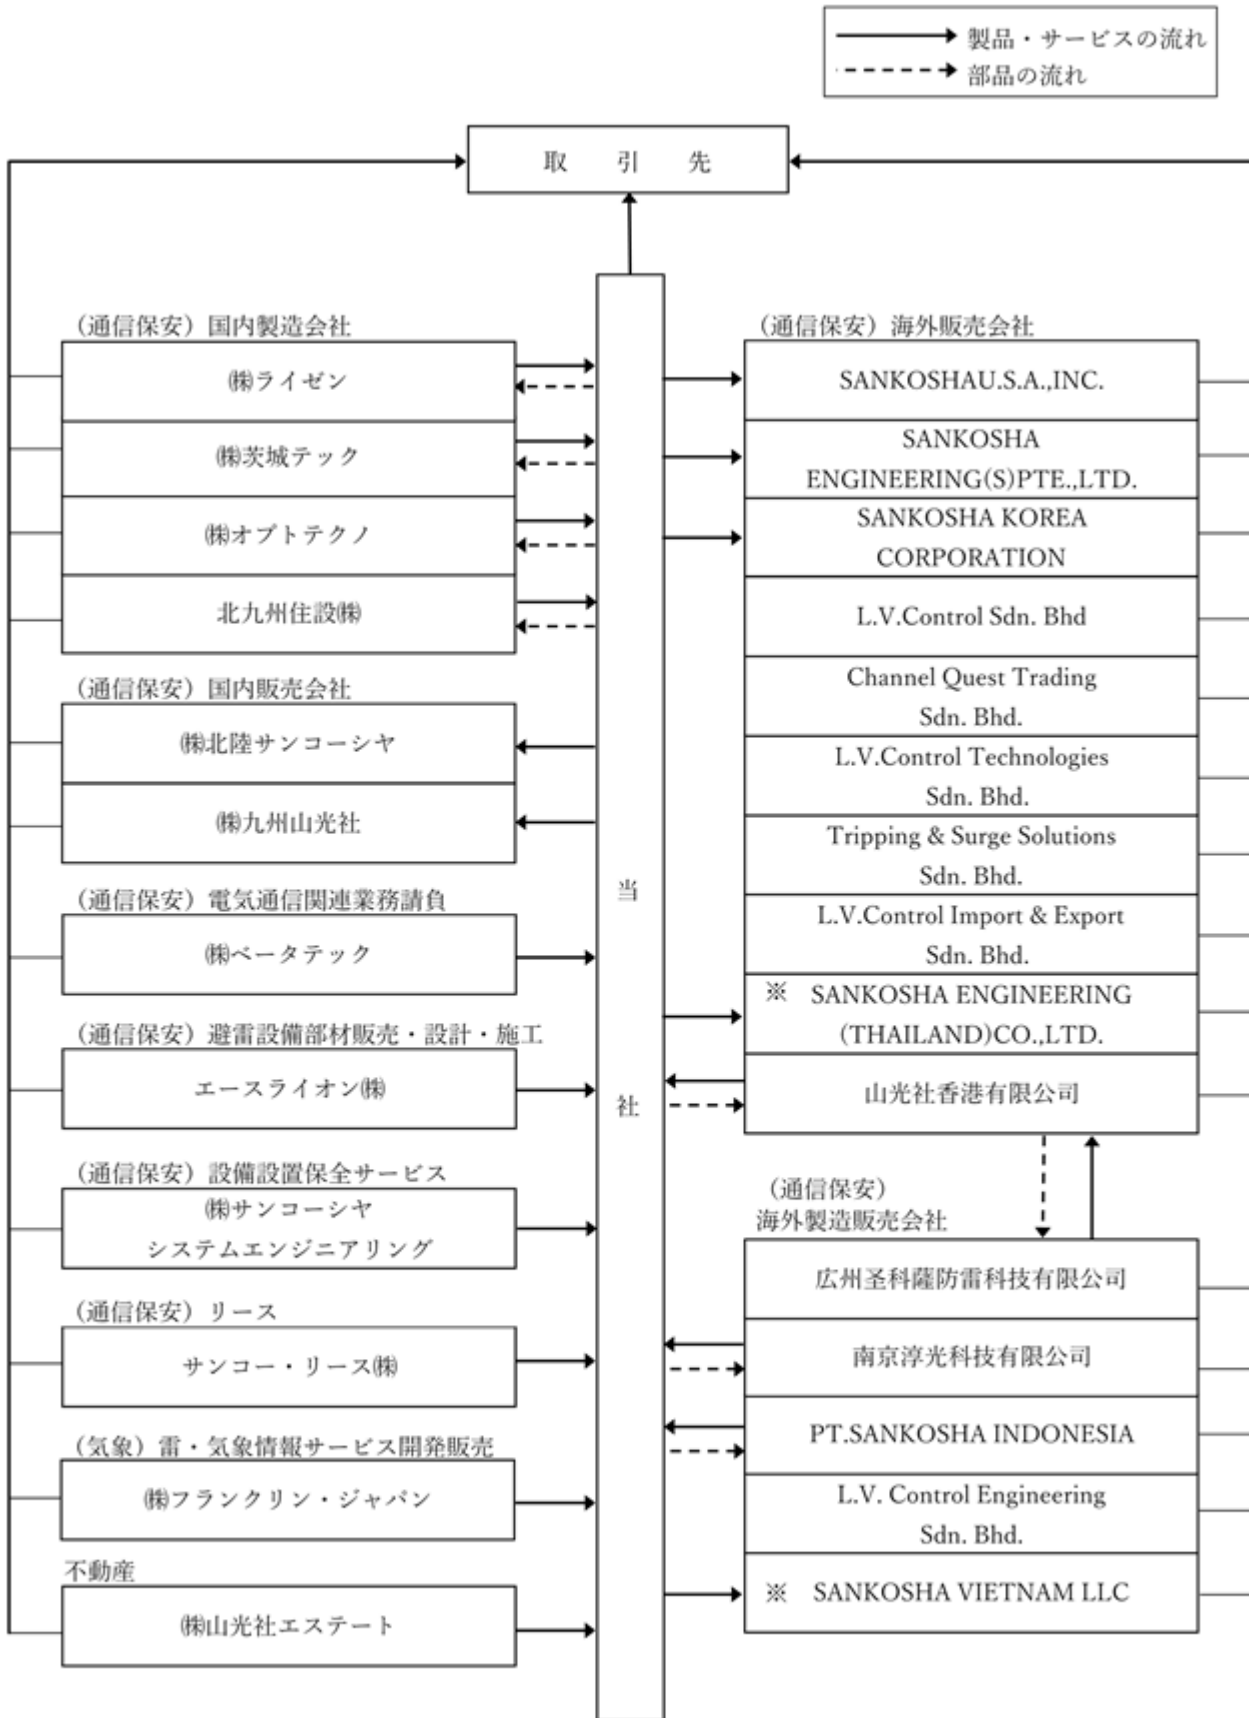 製品・サービスの流れ
部品の流れ
取引先
(通信保安) 国内製造会社
㈱ライゼン
㈱茨城テック
㈱オプトテクノ
北九州住設㈱
(通信保安) 国内販売会社
㈱北陸サンコーシヤ
㈱九州山光社
(通信保安) 電気通信関連業務請負
㈱ベータテック
(通信保安) 避雷設備部材販売・設計・施工
エースライオン㈱
(通信保安) 設備設置保全サービス
㈱サンコーシヤ
システムエンジニアリング
(通信保安) リース
サンコー・リース㈱
(気象) 雷・気象情報サービス開発販売
㈱フランクリン・ジャパン
不動産
㈱山光社エステート
当社
(通信保安) 海外販売会社
SANKOSHAU.S.A.,INC.
SANKOSHA
ENGINEERING(S)PTE.,LTD.
SANKOSHA KOREA
CORPORATION
L.V.Control Sdn. Bhd
Channel Quest Trading
Sdn. Bhd.
L.V.Control Technologies
Sdn. Bhd.
Tripping & Surge Solutions
Sdn. Bhd.
L.V.Control Import & Export
Sdn. Bhd.
※ SANKOSHA ENGINEERING
(THAILAND)CO.,LTD.
山光社香港有限公司
(通信保安)
海外製造販売会社
広州圣科薩防雷科技有限公司
南京淳光科技有限公司
PT.SANKOSHA INDONESIA
L.V. Control Engineering
Sdn. Bhd.
※ SANKOSHA VIETNAM LLC